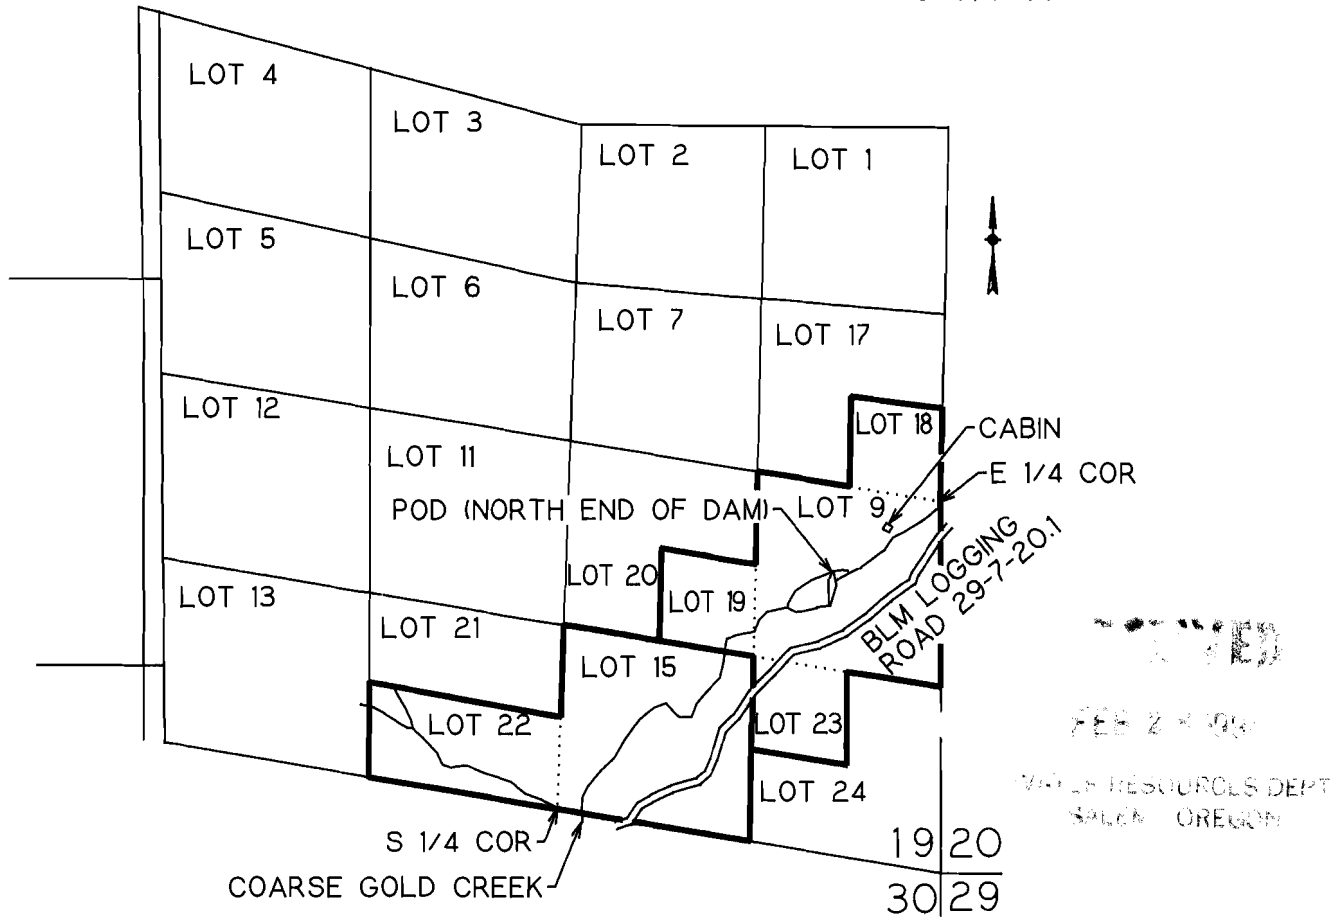 LOT 4
LOT 3
LOT 2
LOT 1
LOT 5
LOT 6
LOT 7
LOT 17
LOT 12
LOT 11
LOT 18
CABIN
E 1/4 COR
POD (NORTH END OF DAM)
LOT 9
BLM LOGGING
ROAD 29-7-20.1
LOT 20
LOT 19
LOT 13
LOT 21
LOT 15
LOT 22
LOT 23
LOT 24
S 1/4 COR
COARSE GOLD CREEK
19 20
30 29
FEB 2
RESOURCES DEPT
SALEM OREGON